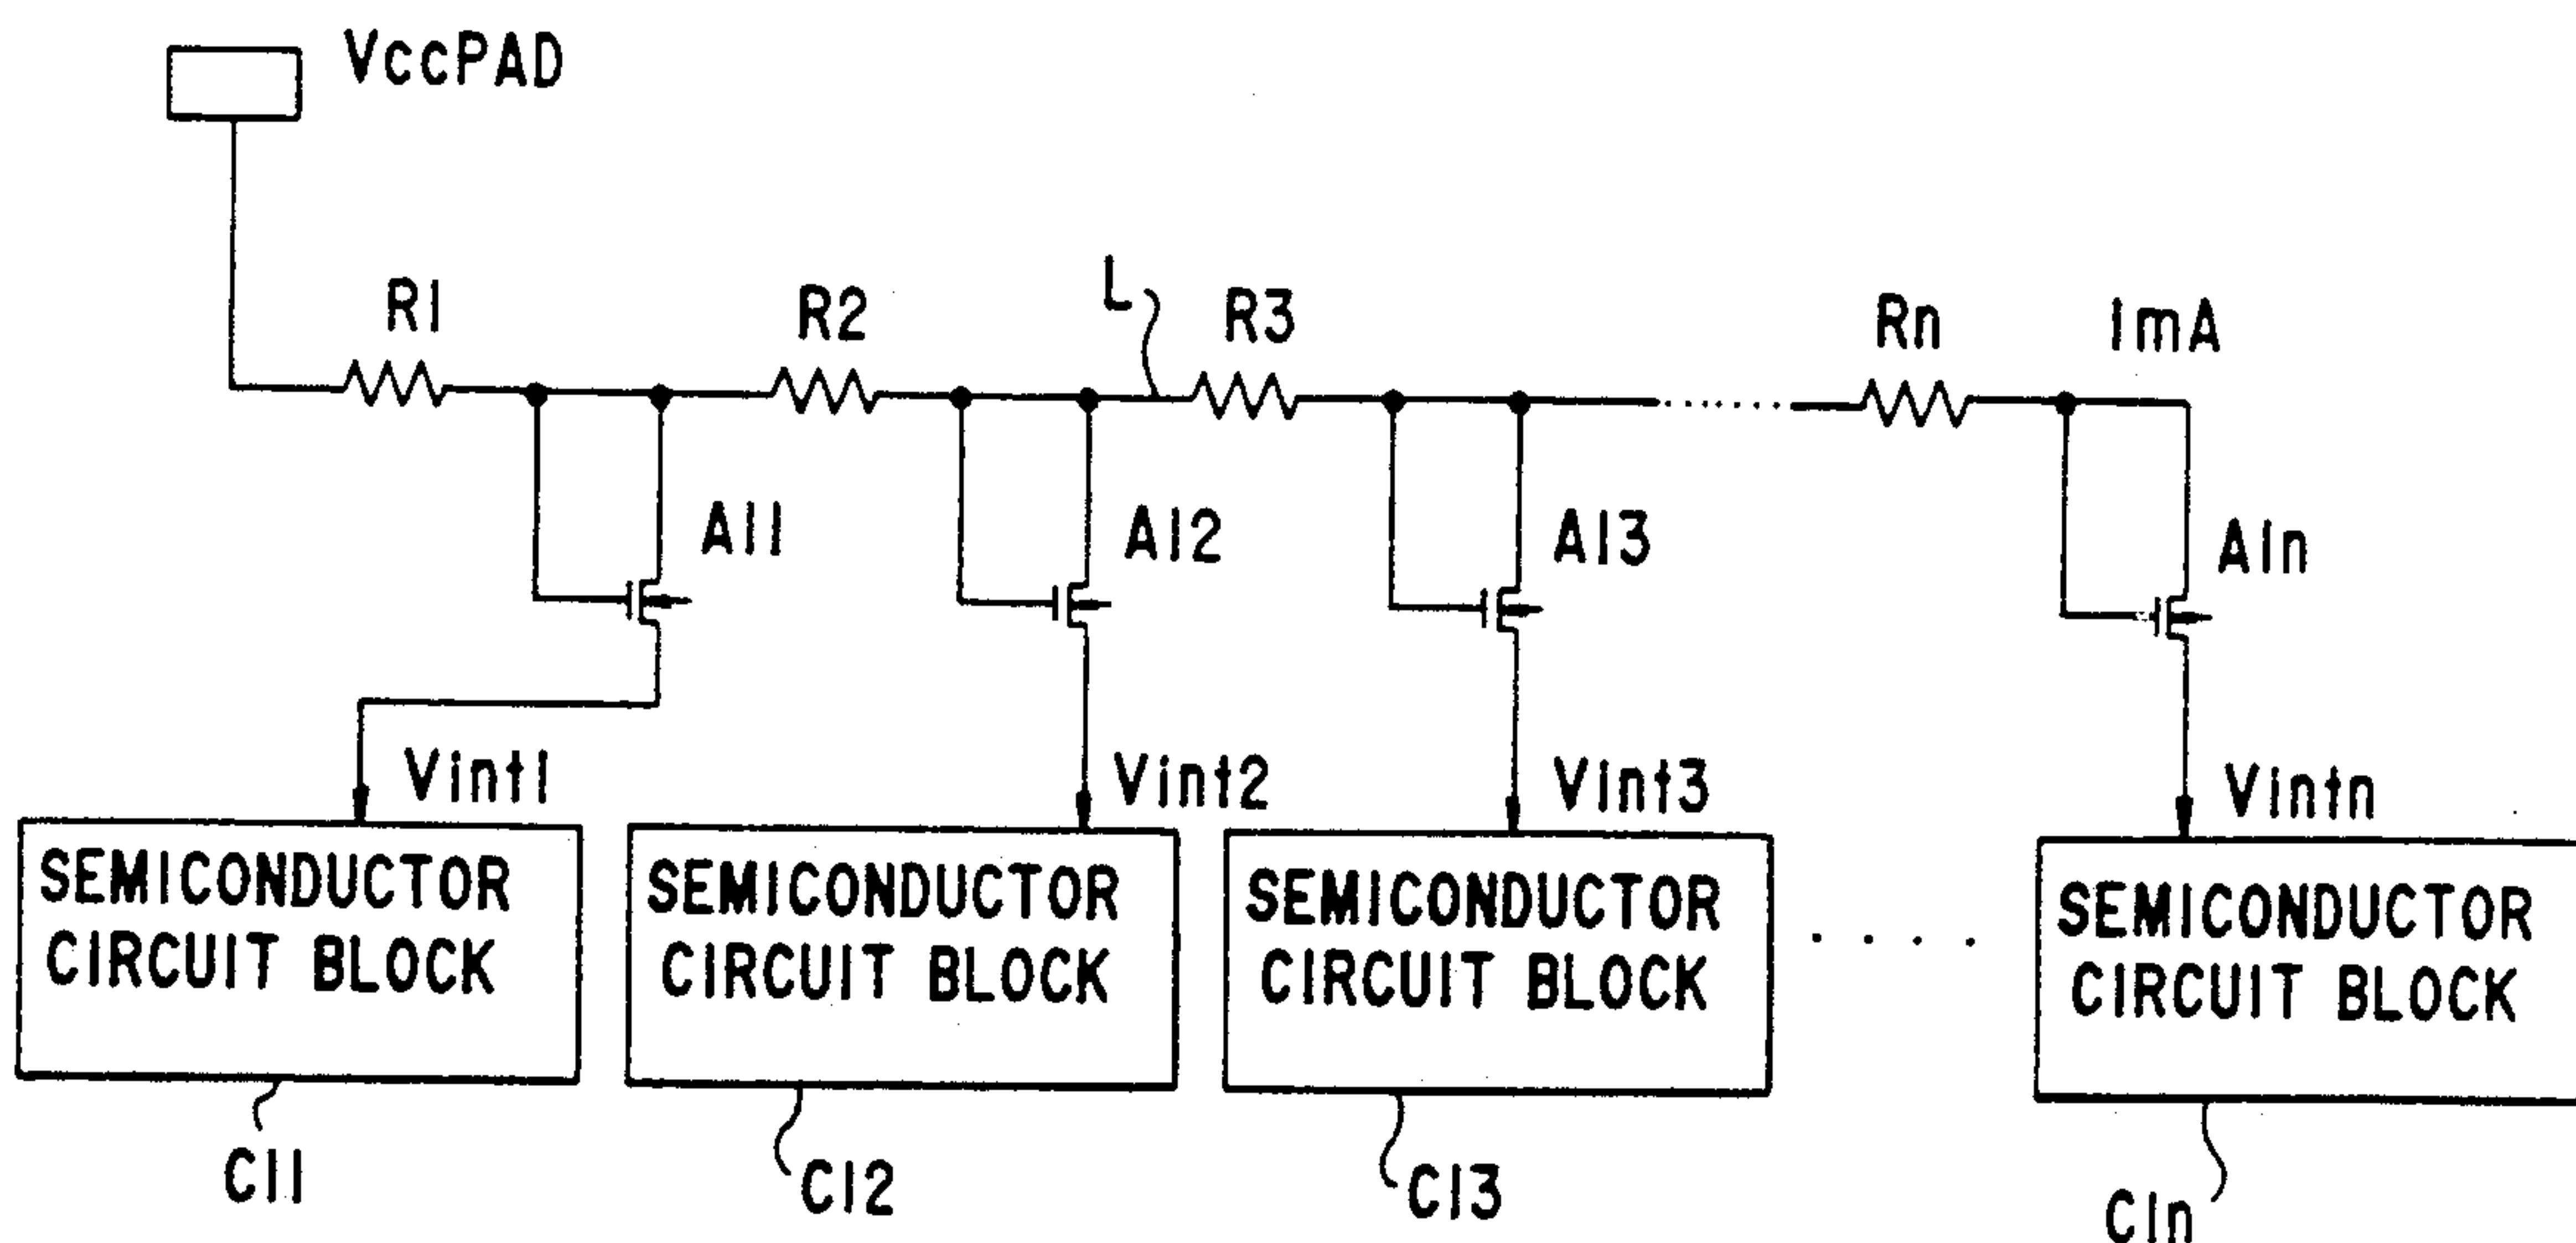 VccPAD
R1
R2
L
R3
Rn
1mA
A11
A12
A13
A1n
Vint1
Vint2
Vint3
Vintn
SEMICONDUCTOR
CIRCUIT BLOCK
SEMICONDUCTOR
CIRCUIT BLOCK
SEMICONDUCTOR
CIRCUIT BLOCK
SEMICONDUCTOR
CIRCUIT BLOCK
C11
C12
C13
C1n